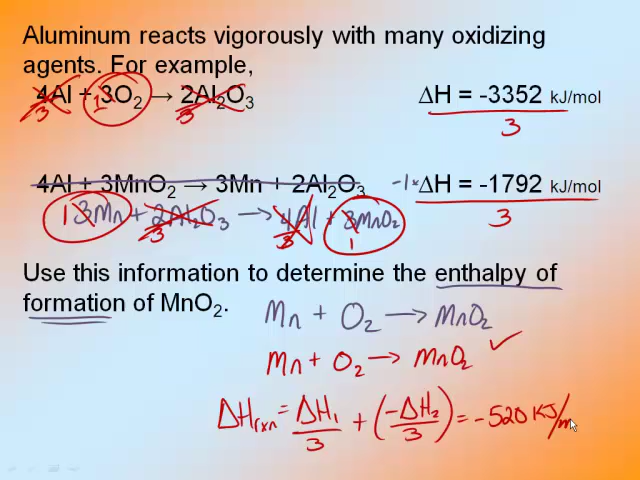 Aluminum reacts vigorously with many oxidizing
agents. For example,
4Al + 3O₂ → 2Al₂O₃ ΔH = -3352 kJ/mol
3 1 3 3
4Al + 3MnO₂ → 3Mn + 2Al₂O₃ -1× ΔH = -1792 kJ/mol
1 3Mn + 2Al₂O₃ → 4Al + 3MnO₂ 3
3 3 1
Use this information to determine the enthalpy of
formation of MnO₂.
Mn + O₂ → MnO₂
Mn + O₂ → MnO₂ ✓
ΔHrxn = ΔH₁/3 + (-ΔH₂/3) = -520 KJ/m